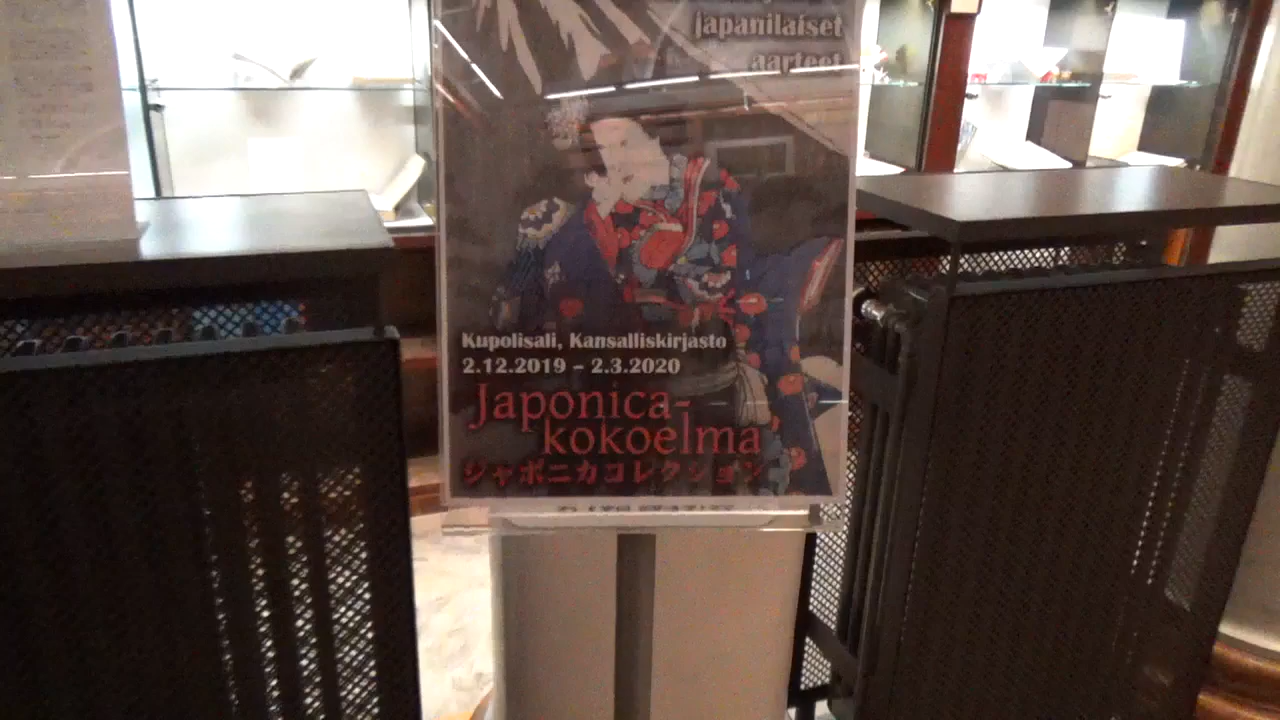 japanilaiset
aarteet
Kupolisali, Kansalliskirjasto
2.12.2019 – 2.3.2020
Japonica-
kokoelma
ジャポニカコレクション